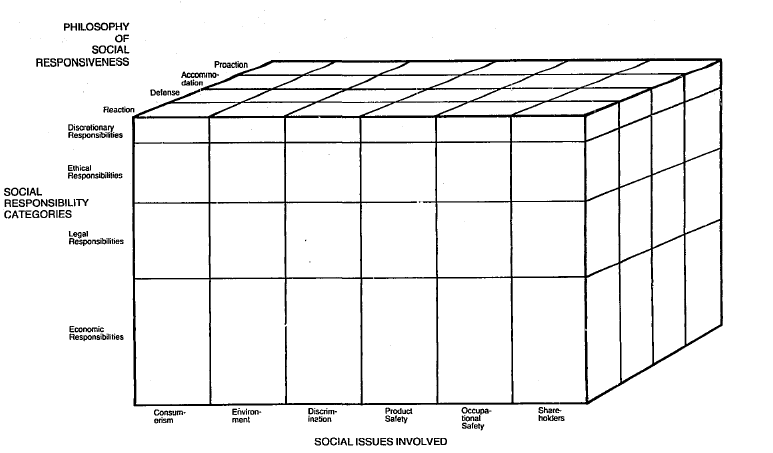 PHILOSOPHY
OF
SOCIAL
RESPONSIVENESS
Proaction
Accommo-
dation
Defense
Reaction
Discretionary
Responsibilities
Ethical
Responsibilities
SOCIAL
RESPONSIBILITY
CATEGORIES
Legal
Responsibilities
Economic
Responsibilities
Consum-
erism
Environ-
ment
Discrim-
ination
Product
Safety
Occupa-
tional
Safety
Share-
holders
SOCIAL ISSUES INVOLVED